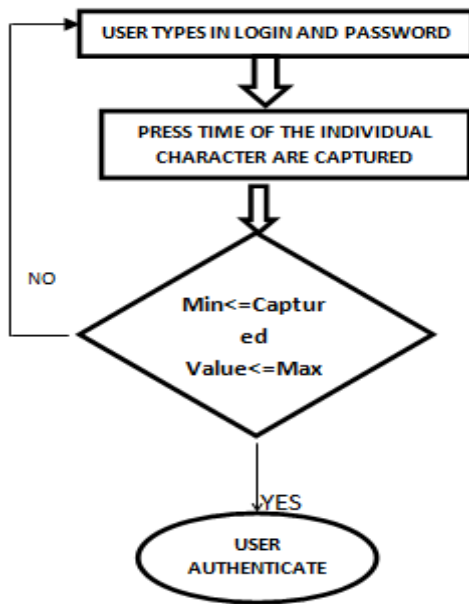 USER TYPES IN LOGIN AND PASSWORD
PRESS TIME OF THE INDIVIDUAL
CHARACTER ARE CAPTURED
NO
Min<=Captur
ed
Value<=Max
YES
USER
AUTHENTICATE